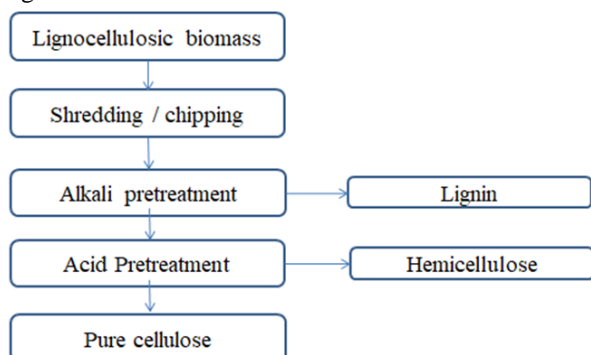 Lignocellulosic biomass
Shredding / chipping
Alkali pretreatment
Lignin
Acid Pretreatment
Hemicellulose
Pure cellulose